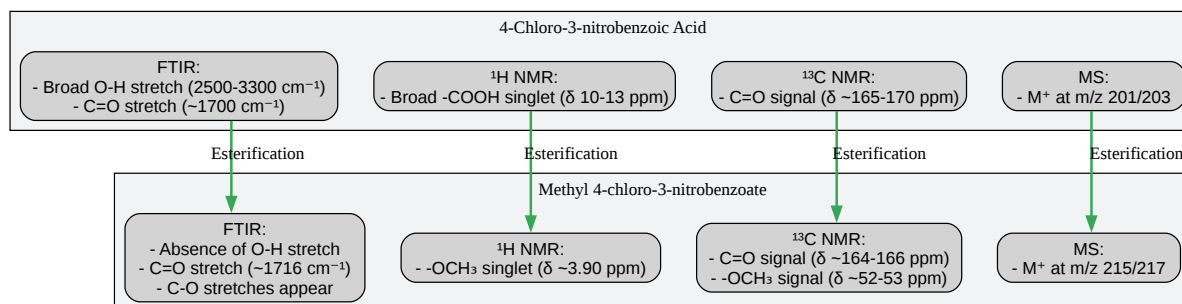 4-Chloro-3-nitrobenzoic Acid
FTIR:
- Broad O-H stretch (2500-3300 cm⁻¹)
- C=O stretch (~1700 cm⁻¹)
¹H NMR:
- Broad -COOH singlet (δ 10-13 ppm)
¹³C NMR:
- C=O signal (δ ~165-170 ppm)
MS:
- M⁺ at m/z 201/203
Esterification
Esterification
Esterification
Esterification
Methyl 4-chloro-3-nitrobenzoate
FTIR:
- Absence of O-H stretch
- C=O stretch (~1716 cm⁻¹)
- C-O stretches appear
¹H NMR:
- -OCH₃ singlet (δ ~3.90 ppm)
¹³C NMR:
- C=O signal (δ ~164-166 ppm)
- -OCH₃ signal (δ ~52-53 ppm)
MS:
- M⁺ at m/z 215/217